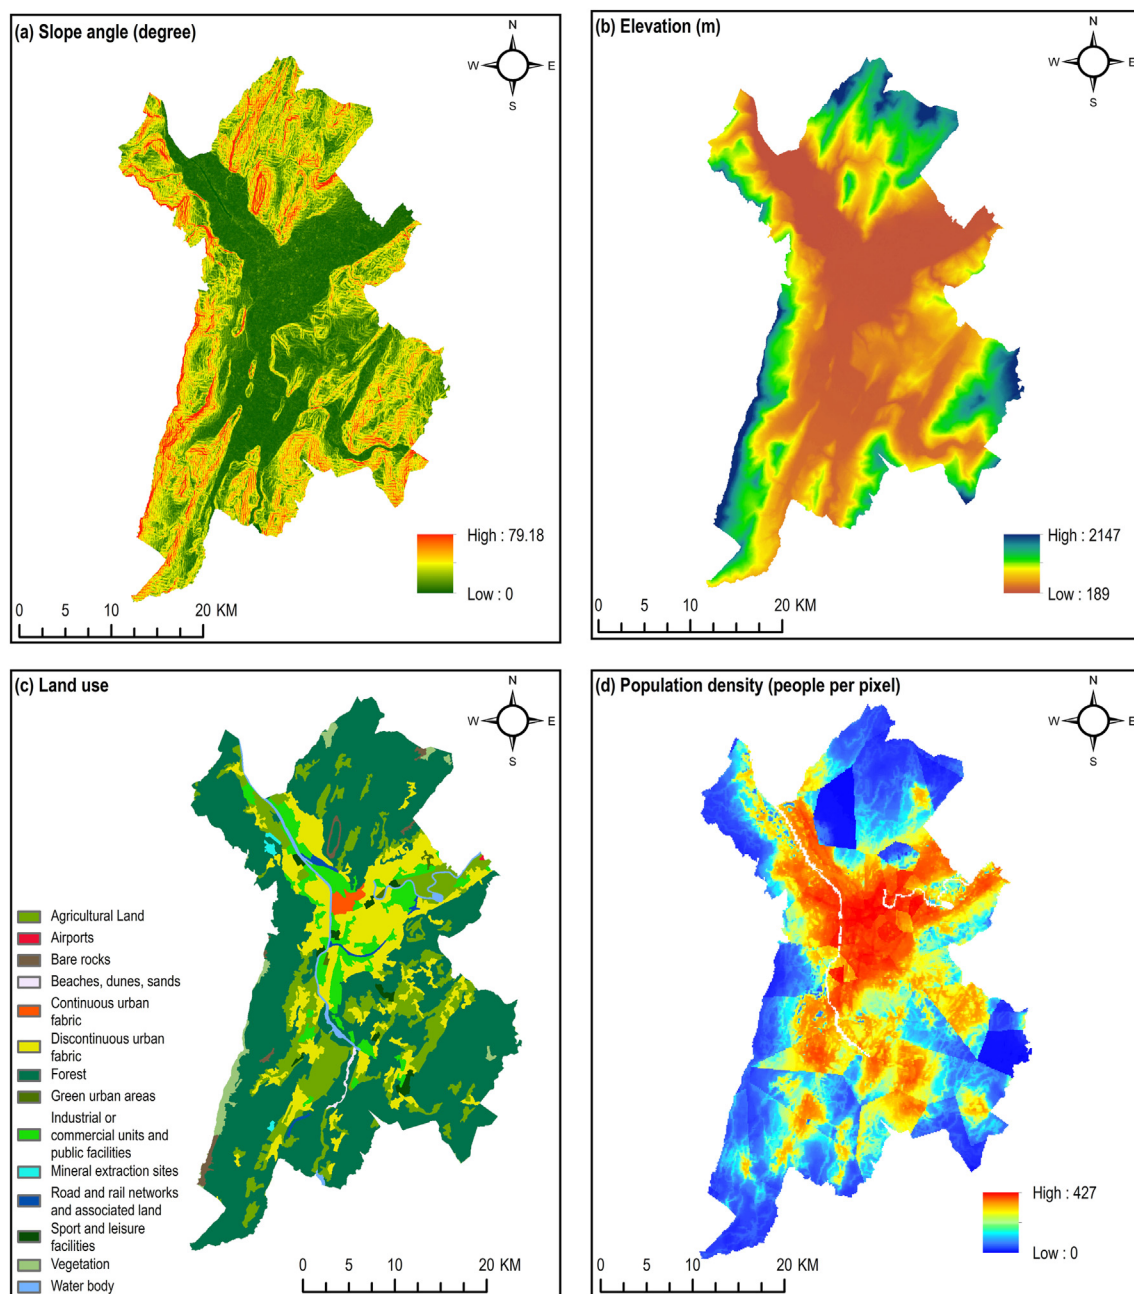 (a) Slope angle (degree)
N
W
E
S
High : 79.18
Low : 0
0 5 10 20 KM
(b) Elevation (m)
N
W
E
S
High : 2147
Low : 189
0 5 10 20 KM
(c) Land use
N
W
E
S
Agricultural Land
Airports
Bare rocks
Beaches, dunes, sands
Continuous urban
fabric
Discontinuous urban
fabric
Forest
Green urban areas
Industrial or
commercial units and
public facilities
Mineral extraction sites
Road and rail networks
and associated land
Sport and leisure
facilities
Vegetation
Water body
0 5 10 20 KM
(d) Population density (people per pixel)
N
W
E
S
High : 427
Low : 0
0 5 10 20 KM